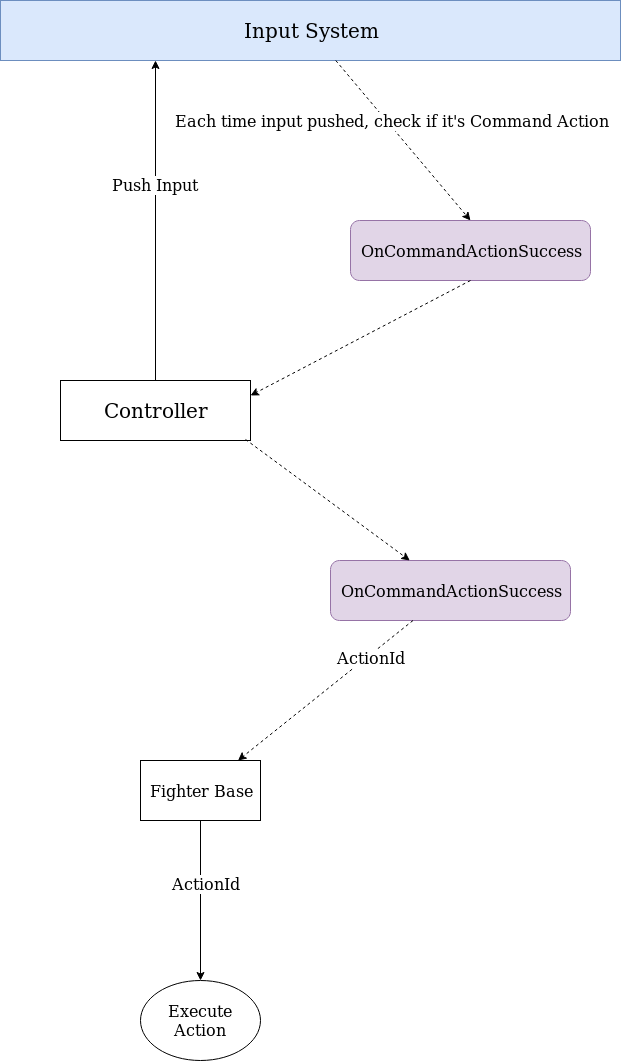 Input System
Each time input pushed, check if it's Command Action
Push Input
OnCommandActionSuccess
Controller
OnCommandActionSuccess
ActionId
Fighter Base
ActionId
Execute
Action